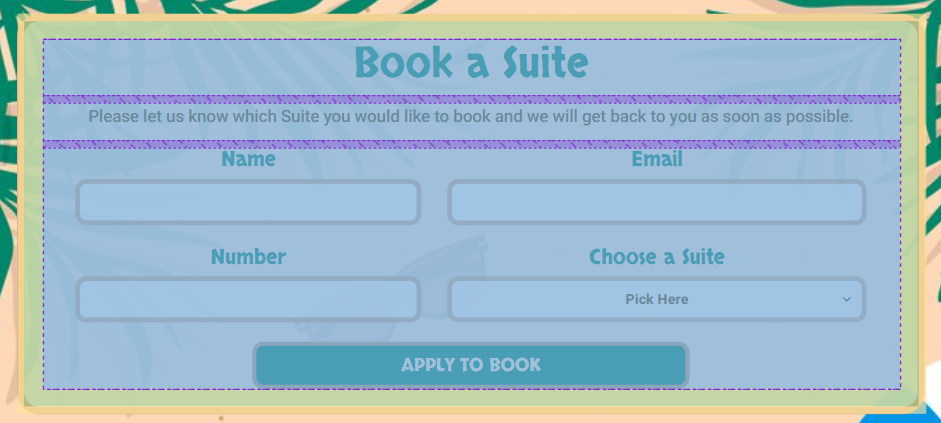 Book a Suite
Please let us know which Suite you would like to book and we will get back to you as soon as possible.
Name Email
Number Choose a Suite
Pick Here
APPLY TO BOOK